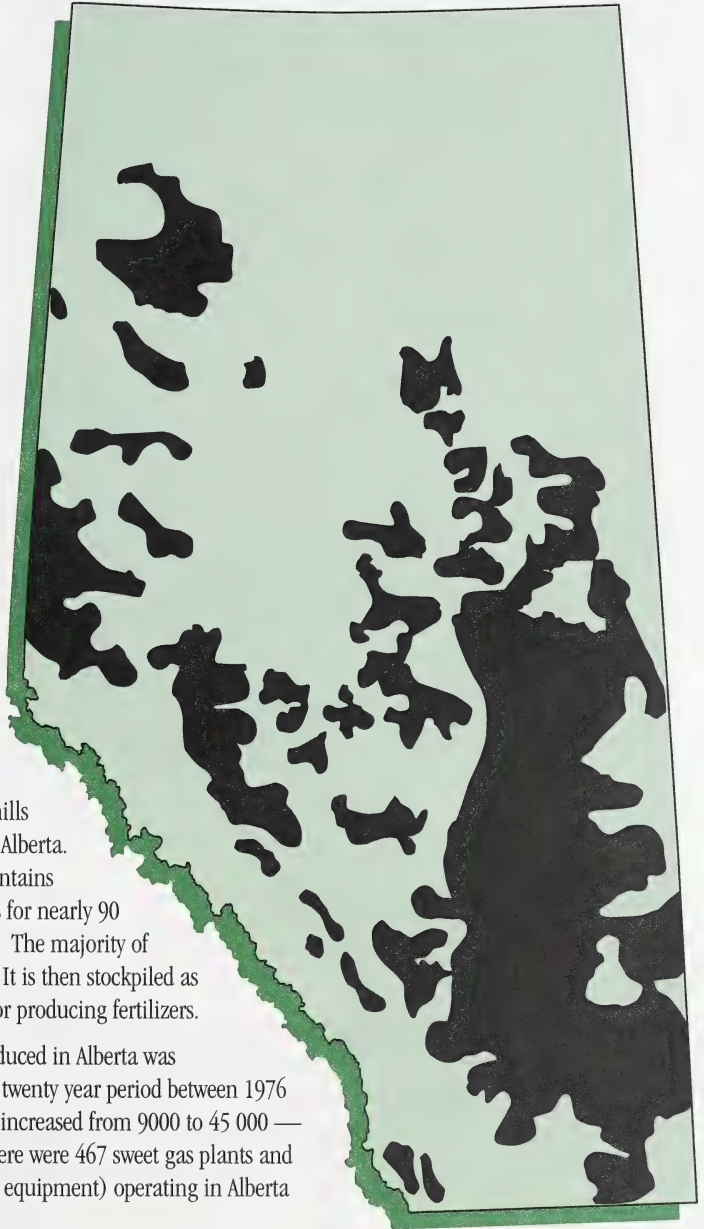 ills
Alberta.
ntains
for nearly 90
The majority of
It is then stockpiled as
or producing fertilizers.
duced in Alberta was
twenty year period between 1976
increased from 9000 to 45 000 —
ere were 467 sweet gas plants and
equipment) operating in Alberta